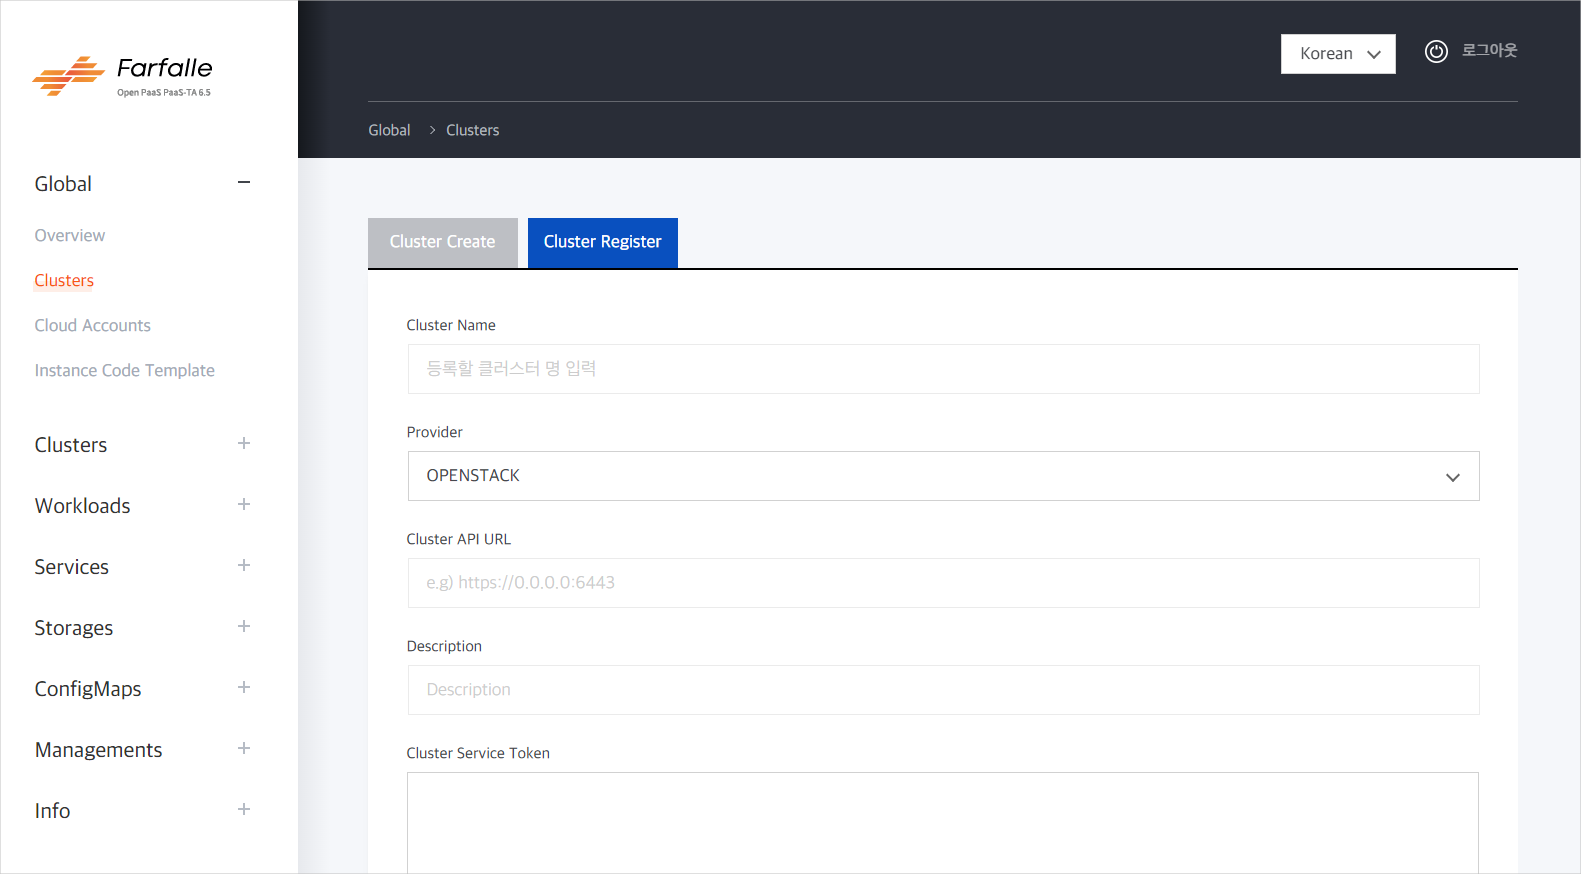 Farfalle
Open PaaS PaaS-TA 6.5
Global
Overview
Clusters
Cloud Accounts
Instance Code Template
Clusters
Workloads
Services
Storages
ConfigMaps
Managements
Info
Korean
로그아웃
Global > Clusters
Cluster Create
Cluster Register
Cluster Name
등록할 클러스터 명 입력
Provider
OPENSTACK
Cluster API URL
e.g) https://0.0.0.0:6443
Description
Description
Cluster Service Token